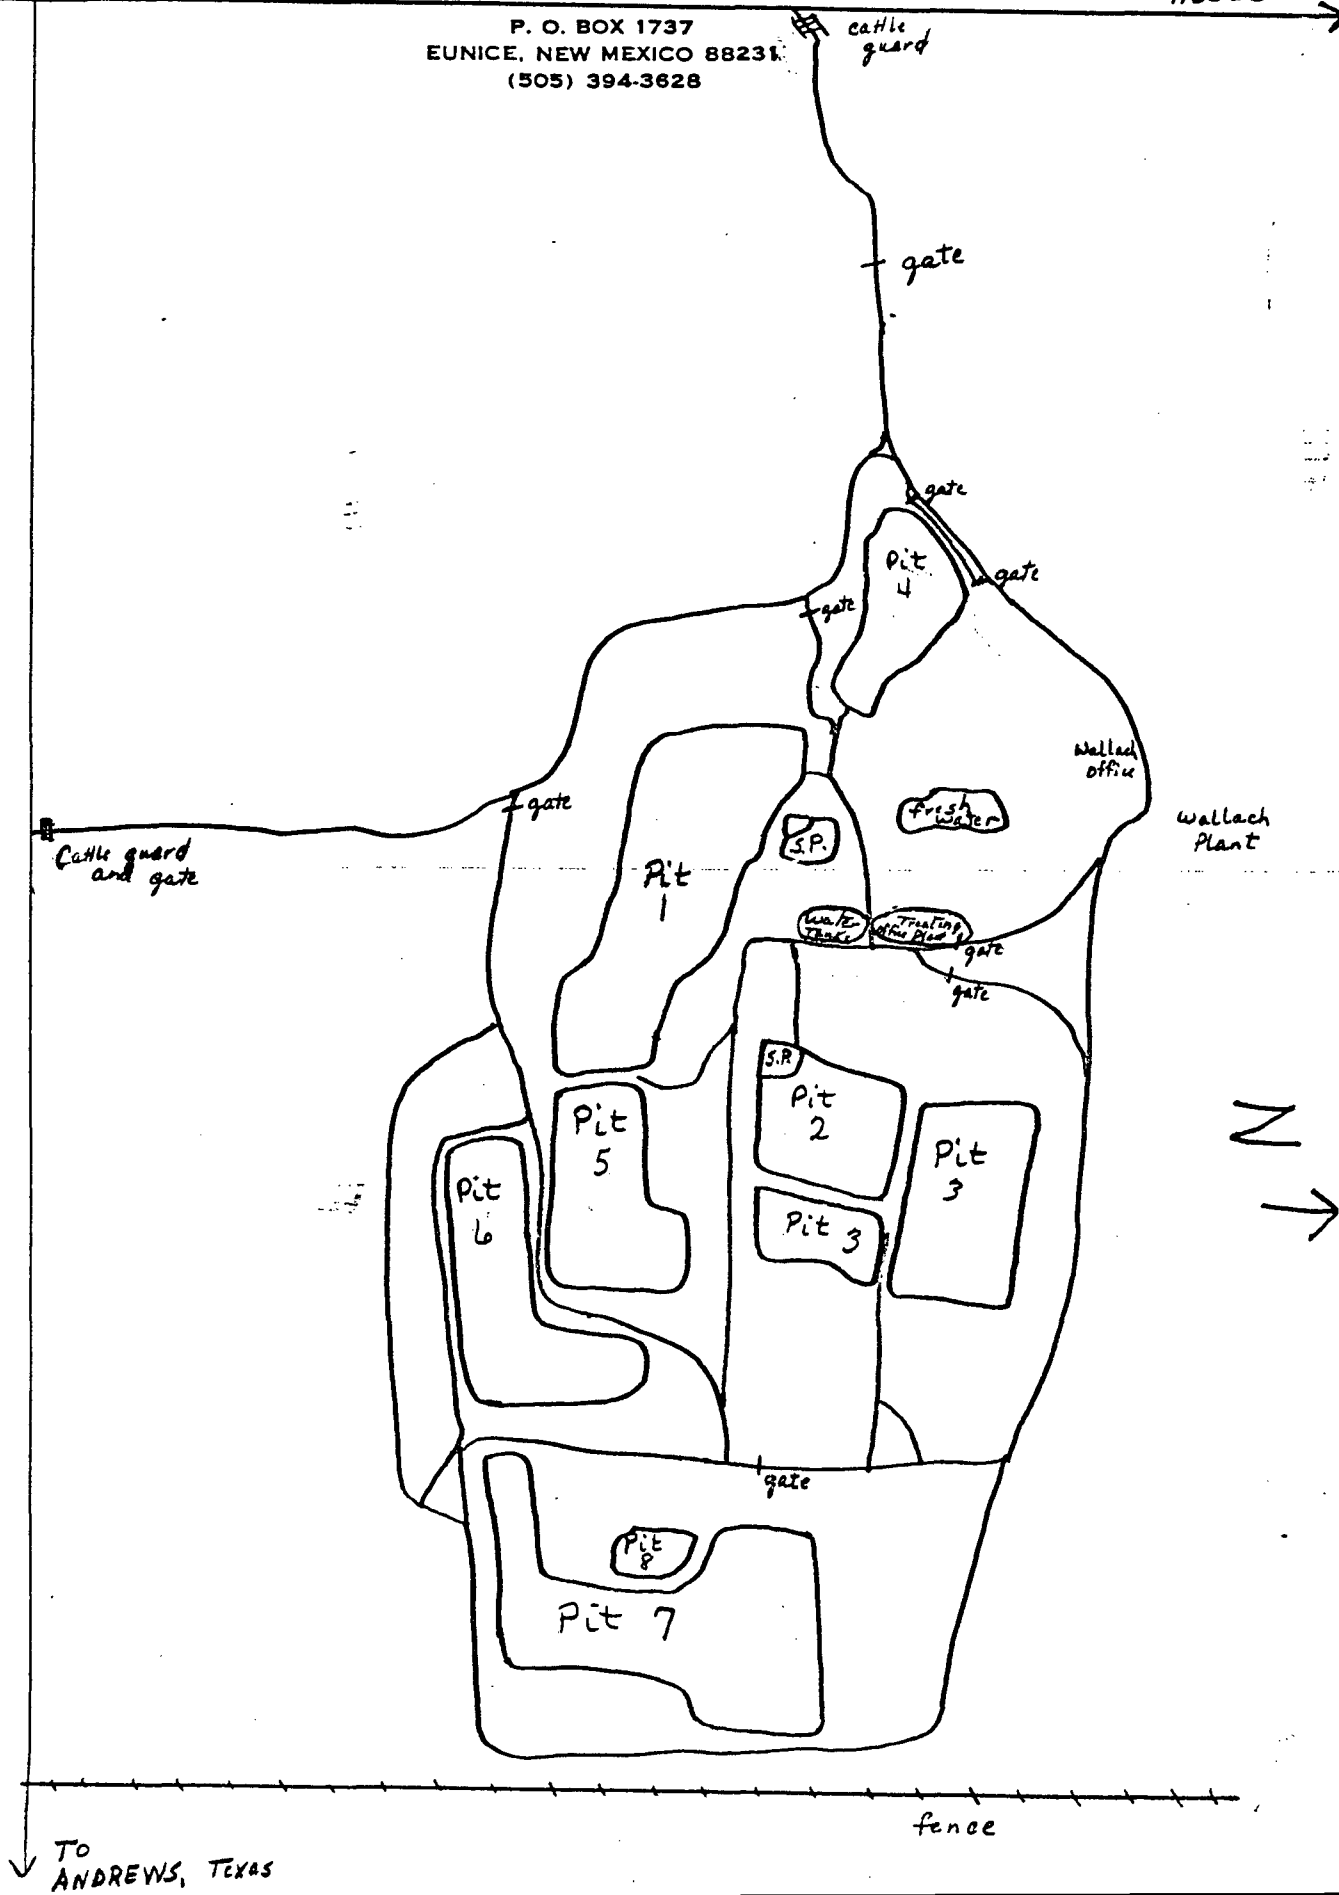 P. O. BOX 1737
EUNICE, NEW MEXICO 88231
(505) 394-3628
cattle
guard
gate
gate
gate
gate
Pit
4
Wallach
office
fresh
water
Wallach
Plant
gate
Cattle guard
and gate
S.P.
Pit
1
Water
Tanks
Treating
office Plant
gate
gate
S.P.
Pit
2
Pit
5
Pit
3
N
Pit
6
Pit 3
gate
Pit
8
Pit 7
fence
TO
ANDREWS, TEXAS